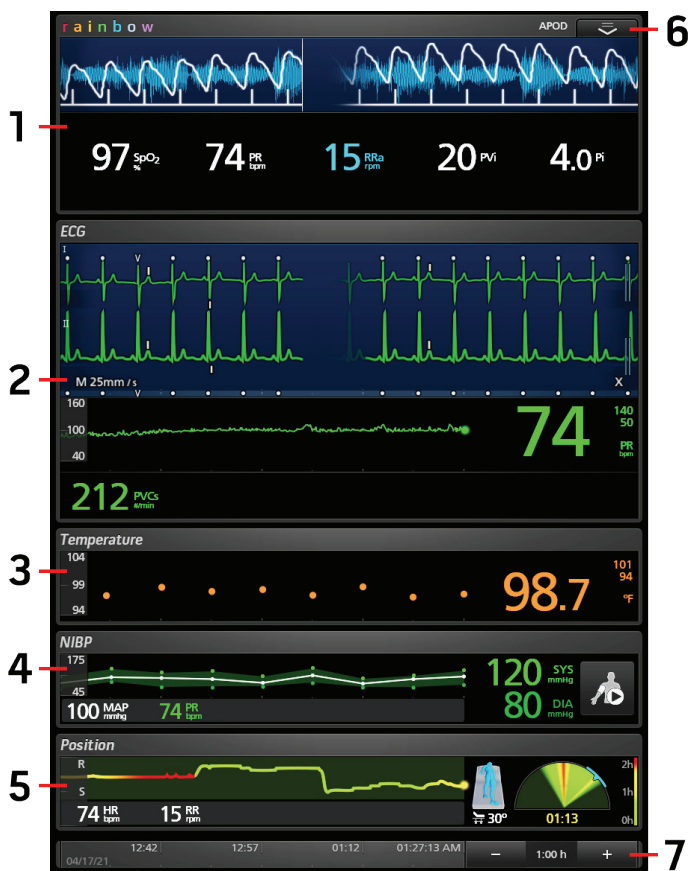 rainbow APOD 6
1
97 SpO2 % 74 PR bpm 15 RRa rpm 20 PVi 4.0 Pi
ECG
I
V
II
2
M 25mm / s X
V
160
100
40
74 140 50 PR bpm
212 PVCs #/min
Temperature
104
3
99
94
98.7 101 94 °F
NIBP
4
175
45
120 SYS mmHg
80 DIA mmHg
100 MAP mmhg 74 PR bpm
Position
R
S
5
2h
1h
0h
74 HR bpm 15 RR rpm 30° 01:13
12:42 12:57 01:12 01:27:13 AM
04/17/21
− 1:00 h + 7